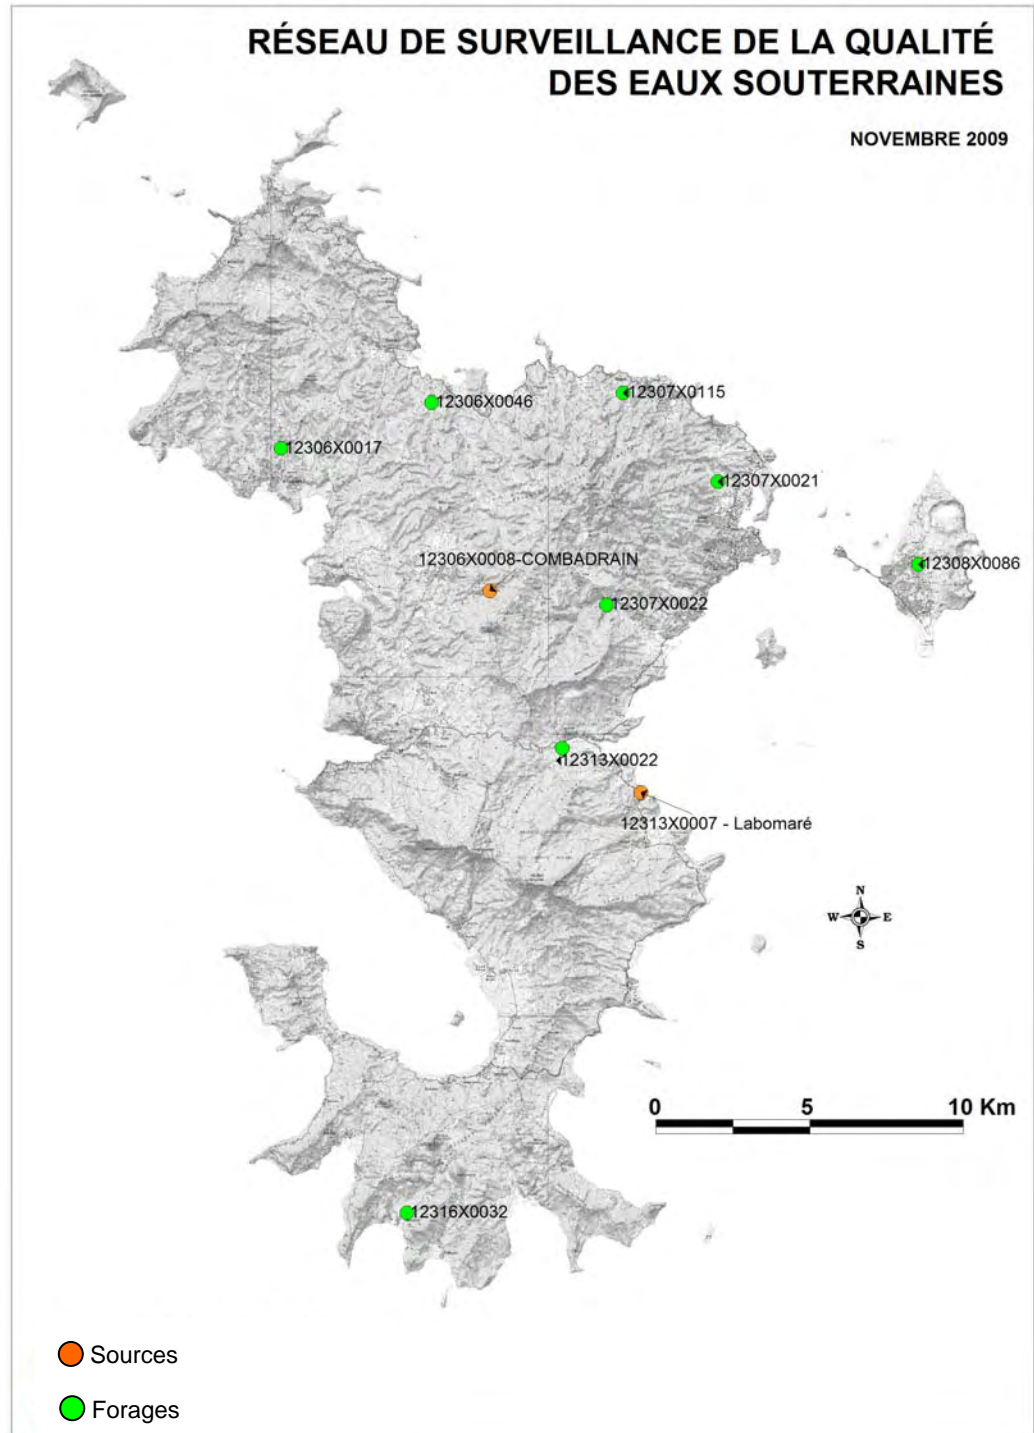 RÉSEAU DE SURVEILLANCE DE LA QUALITÉ
DES EAUX SOUTERRAINES
NOVEMBRE 2009
12307X0115
12306X0046
12306X0017
12307X0021
12306X0008-COMBADRAIN
12308X0086
12307X0022
12313X0022
12313X0007 - Labomaré
N
W E
S
0 5 10 Km
12316X0032
Sources
Forages